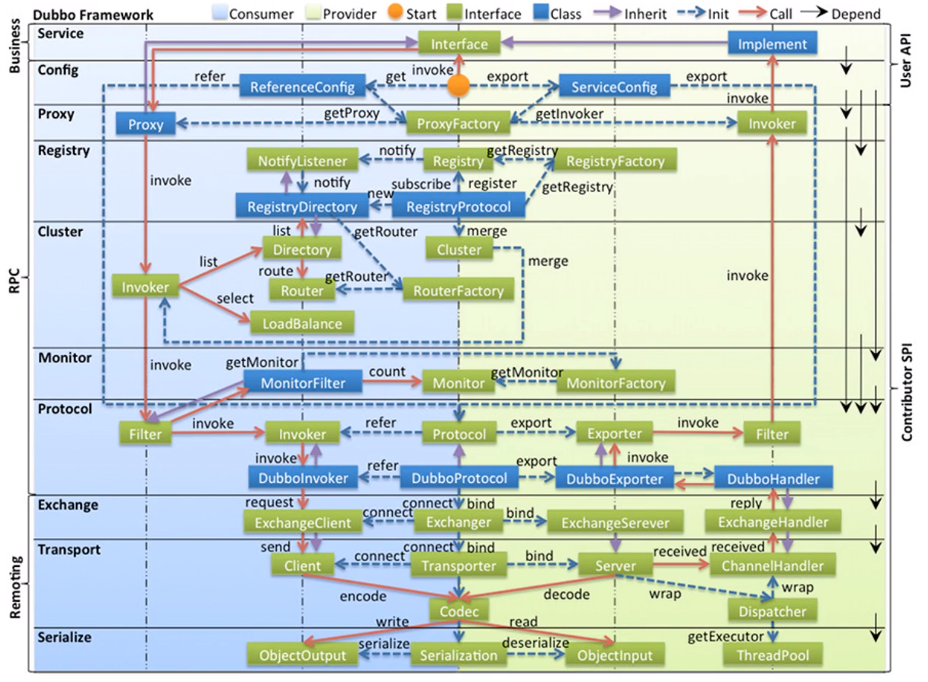 Dubbo Framework
Consumer
Provider
Start
Interface
Class
Inherit
Init
Call
Depend
Business
RPC
Remoting
User API
Contributor SPI
Service
Interface
Implement
Config
refer
ReferenceConfig
get
invoke
export
ServiceConfig
export
Proxy
Proxy
getProxy
ProxyFactory
getInvoker
invoke
Invoker
Registry
NotifyListener
notify
Registry
getRegistry
RegistryFactory
invoke
notify
subscribe
register
getRegistry
RegistryDirectory
new
RegistryProtocol
Cluster
list
Directory
getRouter
Cluster
merge
merge
list
route
getRouter
Invoker
Router
RouterFactory
invoke
select
LoadBalance
Monitor
invoke
getMonitor
MonitorFilter
count
Monitor
getMonitor
MonitorFactory
Protocol
Filter
invoke
Invoker
refer
Protocol
export
Exporter
invoke
Filter
invoke
invoke
DubboInvoker
refer
DubboProtocol
export
DubboExporter
DubboHandler
Exchange
request
connect
bind
reply
ExchangeClient
connect
Exchanger
bind
ExchangeSerever
ExchangeHandler
Transport
send
connect
bind
received
received
Client
connect
Transporter
bind
Server
ChannelHandler
encode
decode
wrap
wrap
Codec
Dispatcher
Serialize
write
read
getExecutor
ObjectOutput
serialize
Serialization
deserialize
ObjectInput
ThreadPool